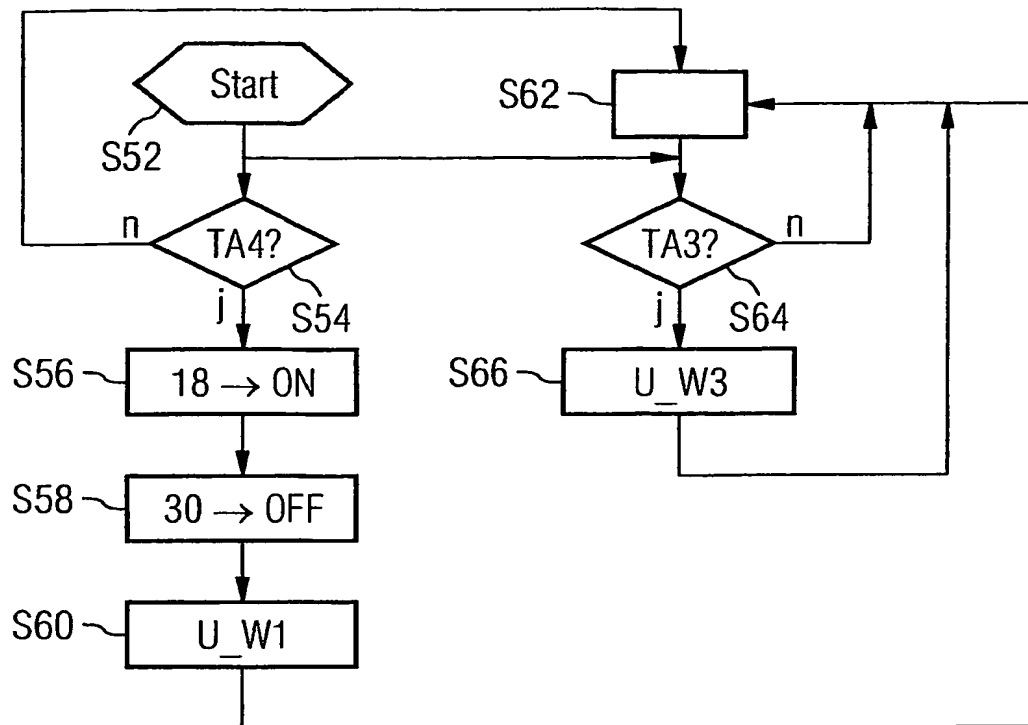 Start
S52
S62
n
TA4?
j
S54
TA3?
n
j
S64
S56
18 → ON
S66
U_W3
S58
30 → OFF
S60
U_W1